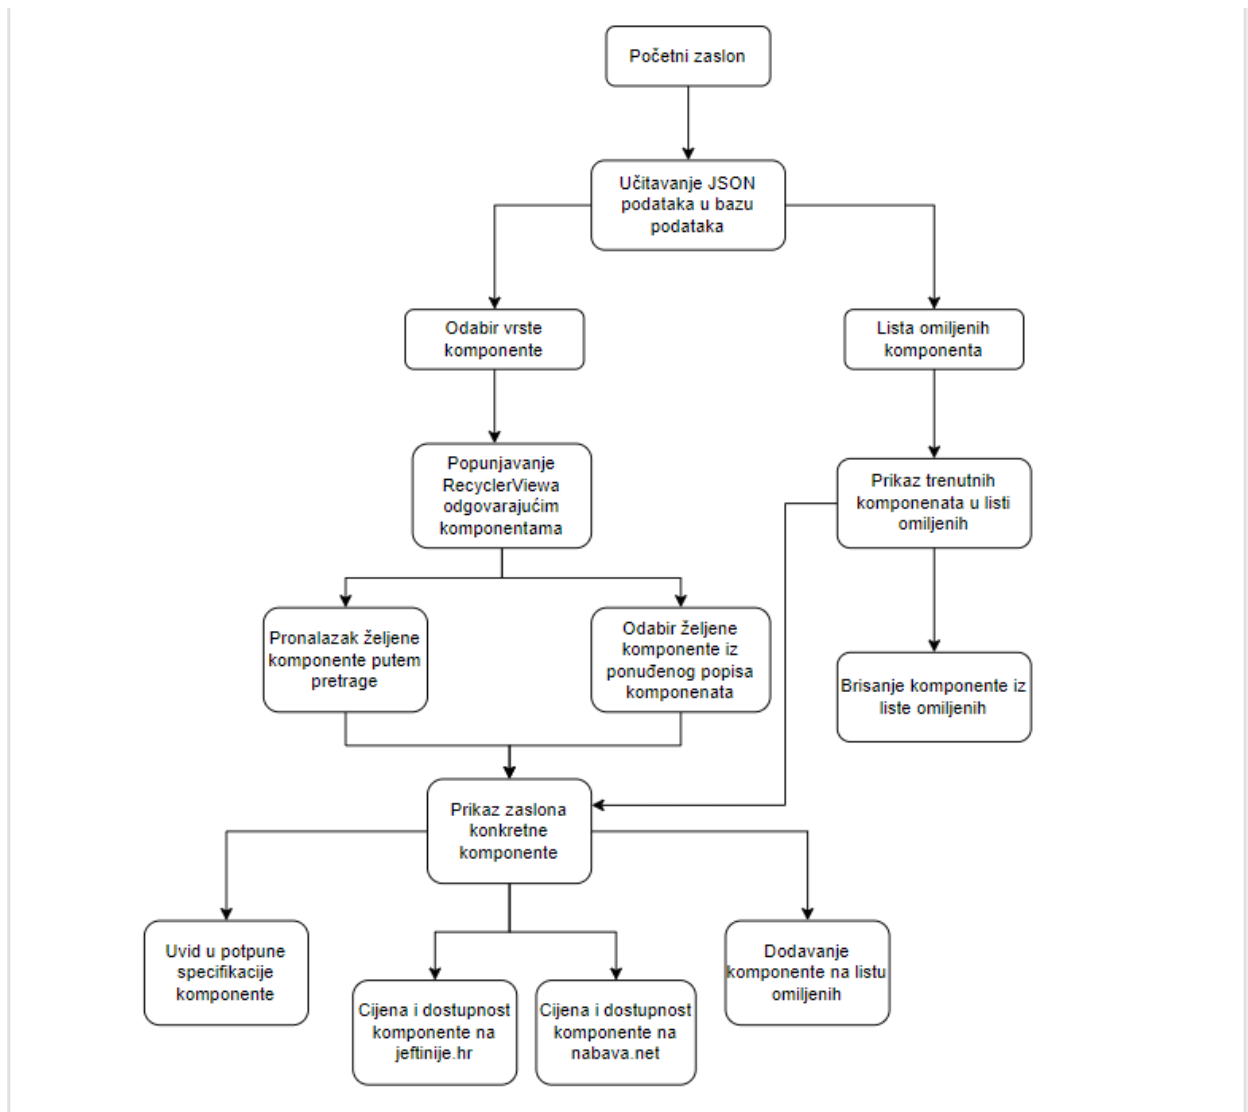 Početni zaslon
Učitavanje JSON
podataka u bazu
podataka
Odabir vrste
komponente
Lista omiljenih
komponenta
Popunjavanje
RecyclerViewa
odgovarajućim
komponentama
Prikaz trenutnih
komponenata u listi
omiljenih
Pronalazak željene
komponente putem
pretrage
Odabir željene
komponente iz
ponuđenog popisa
komponenata
Brisanje komponente iz
liste omiljenih
Prikaz zaslona
konkretne
komponente
Uvid u potpune
specifikacije
komponente
Cijena i dostupnost
komponente na
jeftinije.hr
Cijena i dostupnost
komponente na
nabava.net
Dodavanje
komponente na listu
omiljenih